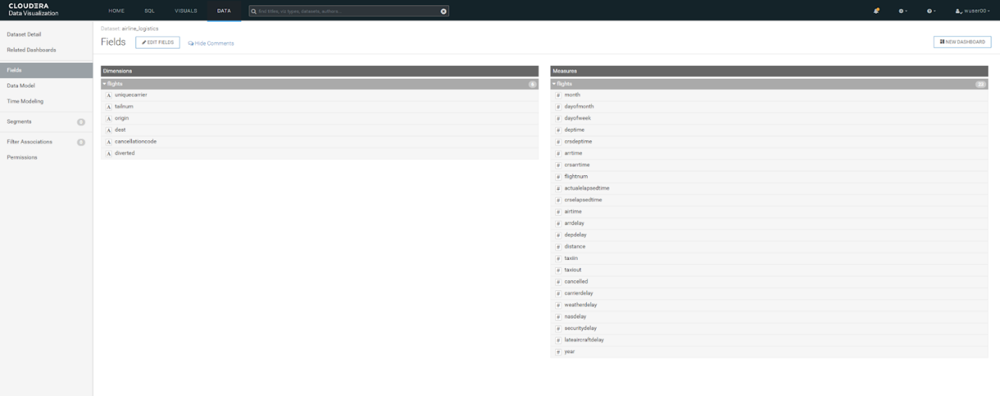 CLOUDERA
Data Visualization
HOME SQL VISUALS DATA
Find titles, viz types, datasets, authors...
wuser00
Dataset Detail
Related Dashboards
Fields
Data Model
Time Modeling
Segments 0
Filter Associations 0
Permissions
Dataset: airline_logistics
Fields
EDIT FIELDS
Hide Comments
NEW DASHBOARD
Dimensions
flights 6
A uniquecarrier
A tailnum
A origin
A dest
A cancellationcode
A diverted
Measures
flights 23
# month
# dayofmonth
# dayofweek
# deptime
# crsdeptime
# arrtime
# crsarrtime
# flightnum
# actualelapsedtime
# crselapsedtime
# airtime
# arrdelay
# depdelay
# distance
# taxiin
# taxiout
# cancelled
# carrierdelay
# weatherdelay
# nasdelay
# securitydelay
# lateaircraftdelay
# year